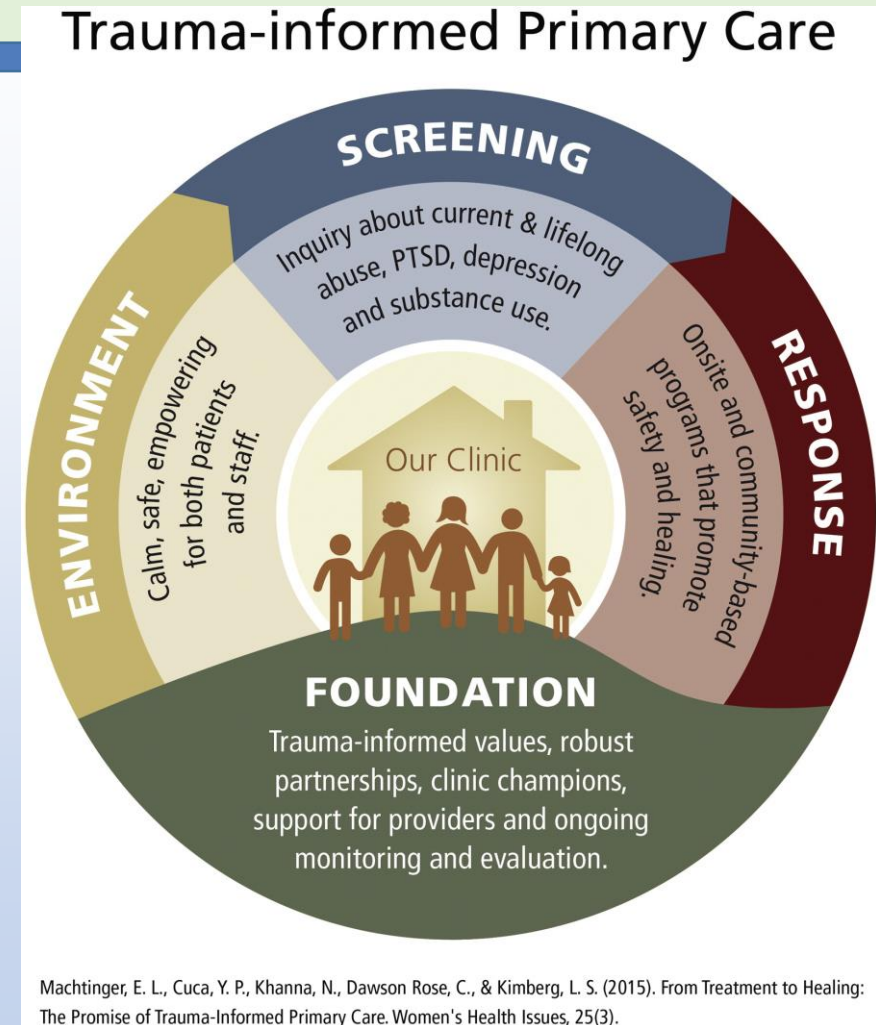 Trauma-informed Primary Care
SCREENING
Inquiry about current & lifelong
abuse, PTSD, depression
and substance use.
ENVIRONMENT
Calm, safe, empowering
for both patients
and staff.
RESPONSE
Onsite and community-based
programs that promote
safety and healing.
Our Clinic
FOUNDATION
Trauma-informed values, robust
partnerships, clinic champions,
support for providers and ongoing
monitoring and evaluation.
Machtinger, E. L., Cuca, Y. P., Khanna, N., Dawson Rose, C., & Kimberg, L. S. (2015). From Treatment to Healing:
The Promise of Trauma-Informed Primary Care. Women's Health Issues, 25(3).